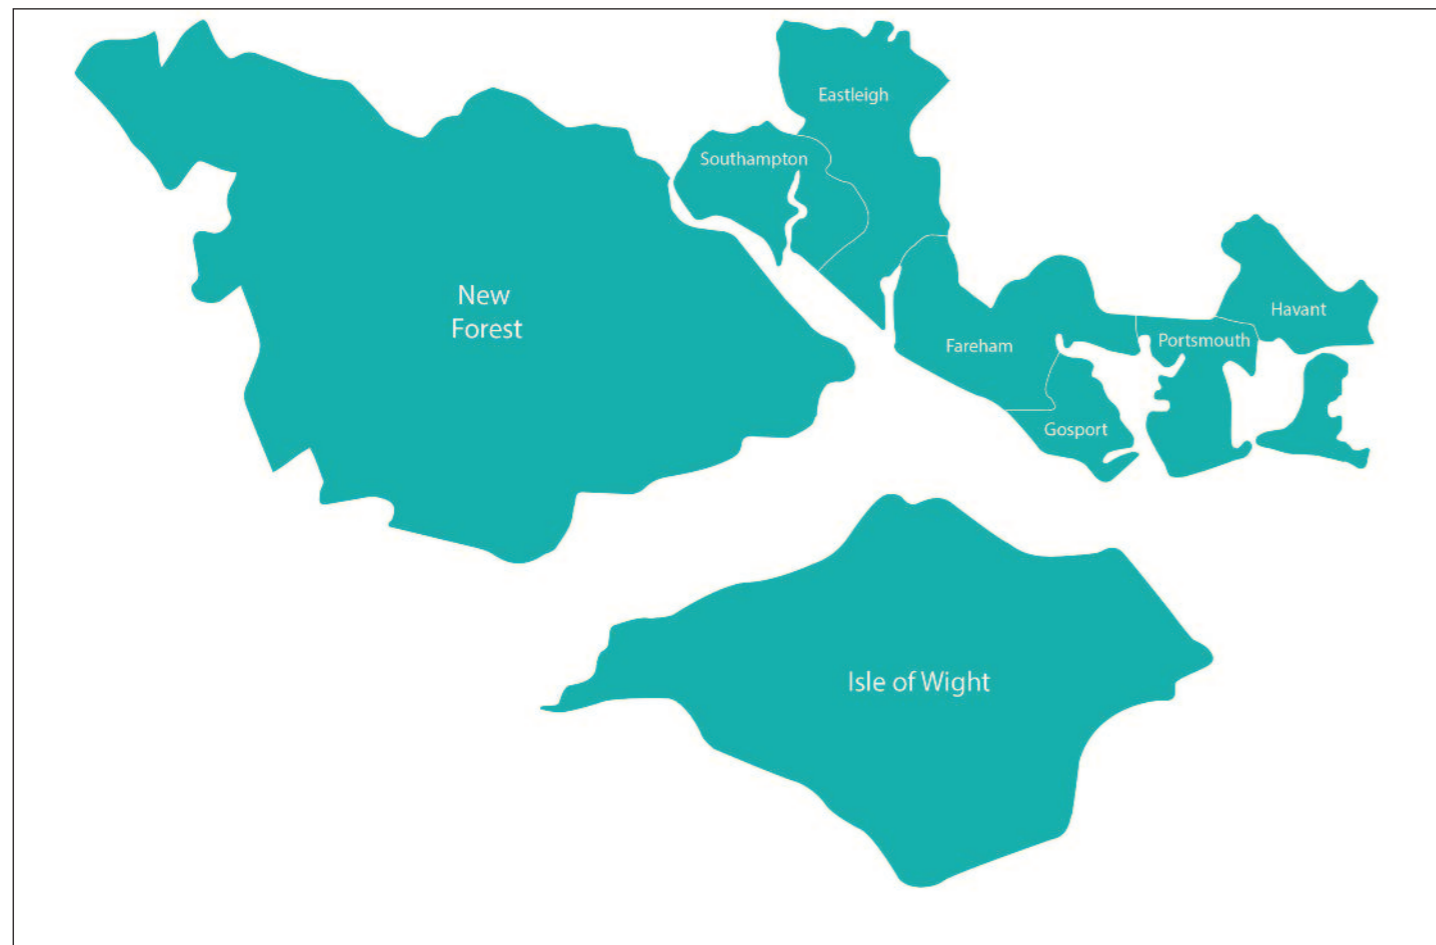 Eastleigh
Southampton
New
Forest
Havant
Fareham
Portsmouth
Gosport
Isle of Wight